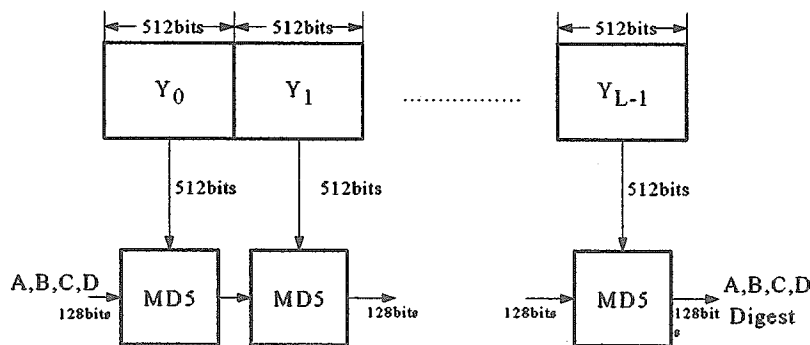 512bits 512bits 512bits
Y0 Y1 ................ YL-1
512bits 512bits 512bits
A,B,C,D
128bits
MD5 MD5 128bits
128bits
MD5
128bit
s
A,B,C,D
Digest